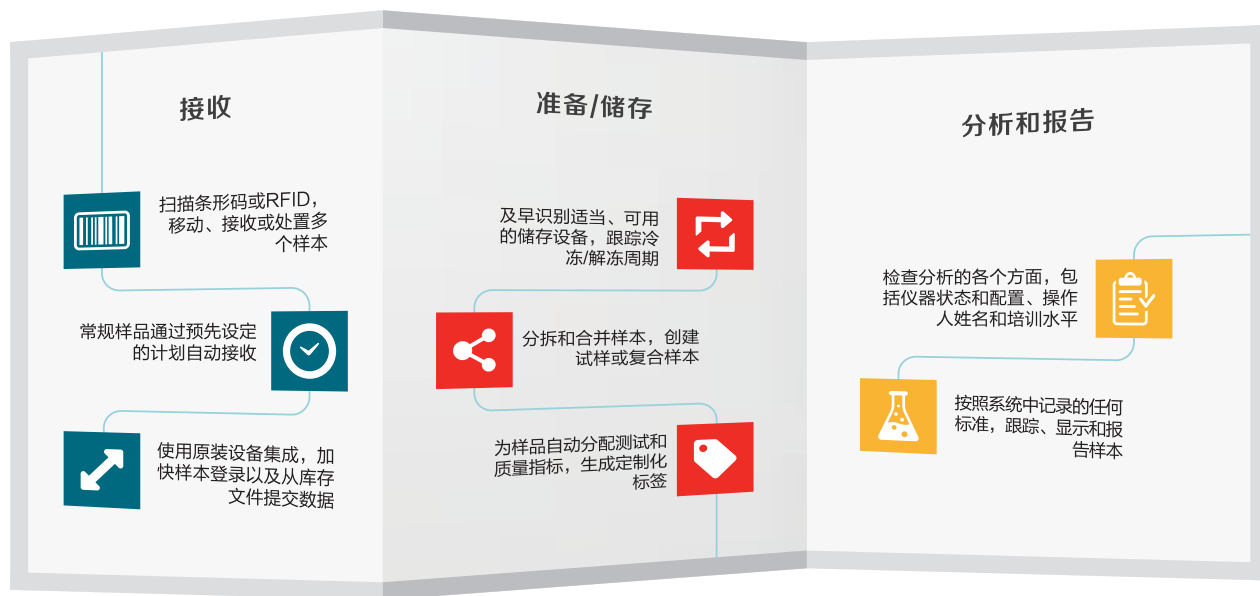 接收
扫描条形码或RFID，
移动、接收或处置多
个样本
常规样品通过预先设定
的计划自动接收
使用原装设备集成，加
快样本登录以及从库存
文件提交数据
准备/储存
及早识别适当、可用
的储存设备，跟踪冷
冻/解冻周期
分拆和合并样本，创建
试样或复合样本
为样品自动分配测试和
质量指标，生成定制化
标签
分析和报告
检查分析的各个方面，包
括仪器状态和配置、操作
人姓名和培训水平
按照系统中记录的任何
标准，跟踪、显示和报
告样本